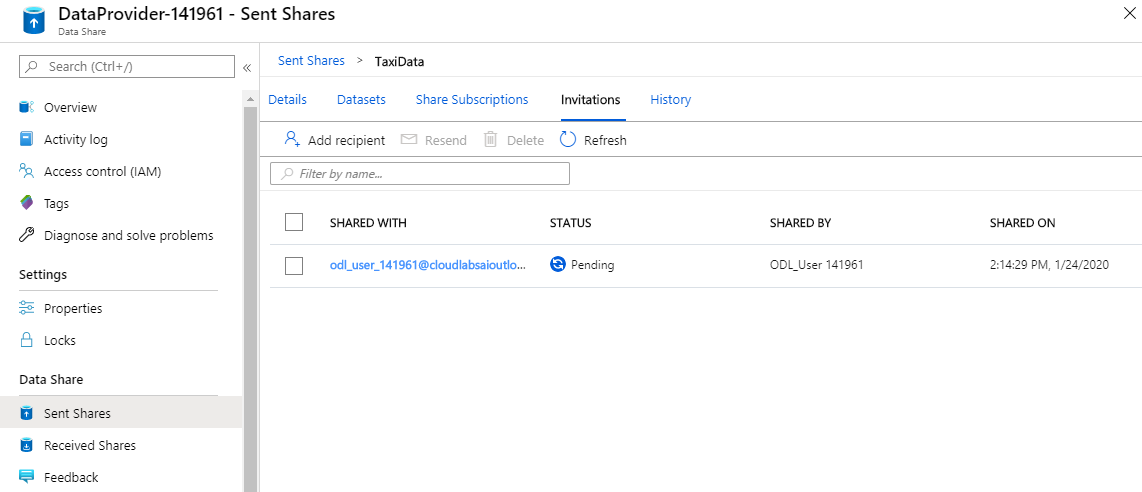 DataProvider-141961 - Sent Shares
Data Share
Search (Ctrl+/)
«
Overview
Activity log
Access control (IAM)
Tags
Diagnose and solve problems
Settings
Properties
Locks
Data Share
Sent Shares
Received Shares
Feedback
Sent Shares > TaxiData
Details Datasets Share Subscriptions Invitations History
Add recipient Resend Delete Refresh
Filter by name...
SHARED WITH STATUS SHARED BY SHARED ON
odl_user_141961@cloudlabsaioutlo... Pending ODL_User 141961 2:14:29 PM, 1/24/2020